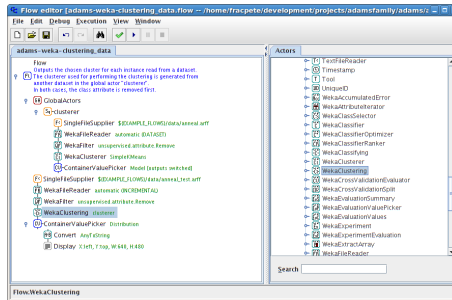 Flow editor [adams-weka-clustering_data.flow -- /home/fracpete/development/projects/adamsfamily/adams/a
File Edit Debug Execution View Window
adams-weka-clustering_data
Flow
Outputs the chosen cluster for each instance read from a dataset.
The clusterer used for performing the clustering is generated from
another dataset in the global actor "clusterer".
In both cases, the class attribute is removed first.
GlobalActors
clusterer
SingleFileSupplier ${EXAMPLE_FLOWS}/data/anneal.arff
WekaFileReader automatic (DATASET)
WekaFilter unsupervised.attribute.Remove
WekaClusterer SimpleKMeans
ContainerValuePicker Model [outputs switched]
SingleFileSupplier ${EXAMPLE_FLOWS}/data/anneal_test.arff
WekaFileReader automatic (INCREMENTAL)
WekaFilter unsupervised.attribute.Remove
WekaClustering clusterer
ContainerValuePicker Distribution
Convert AnyToString
Display X:left, Y:top, W:640, H:480
Flow.WekaClustering
Actors
TextFileReader
Timestamp
Tool
UniqueID
WekaAccumulatedError
WekaAttributeIterator
WekaClassSelector
WekaClassifier
WekaClassifierOptimizer
WekaClassifierRanker
WekaClassifying
WekaClusterer
WekaClustering
WekaCrossValidationEvaluator
WekaCrossValidationSplit
WekaEvaluationSummary
WekaEvaluationValuePicker
WekaEvaluationValues
WekaExperiment
WekaExperimentEvaluation
WekaExtractArray
WekaFileReader
Search